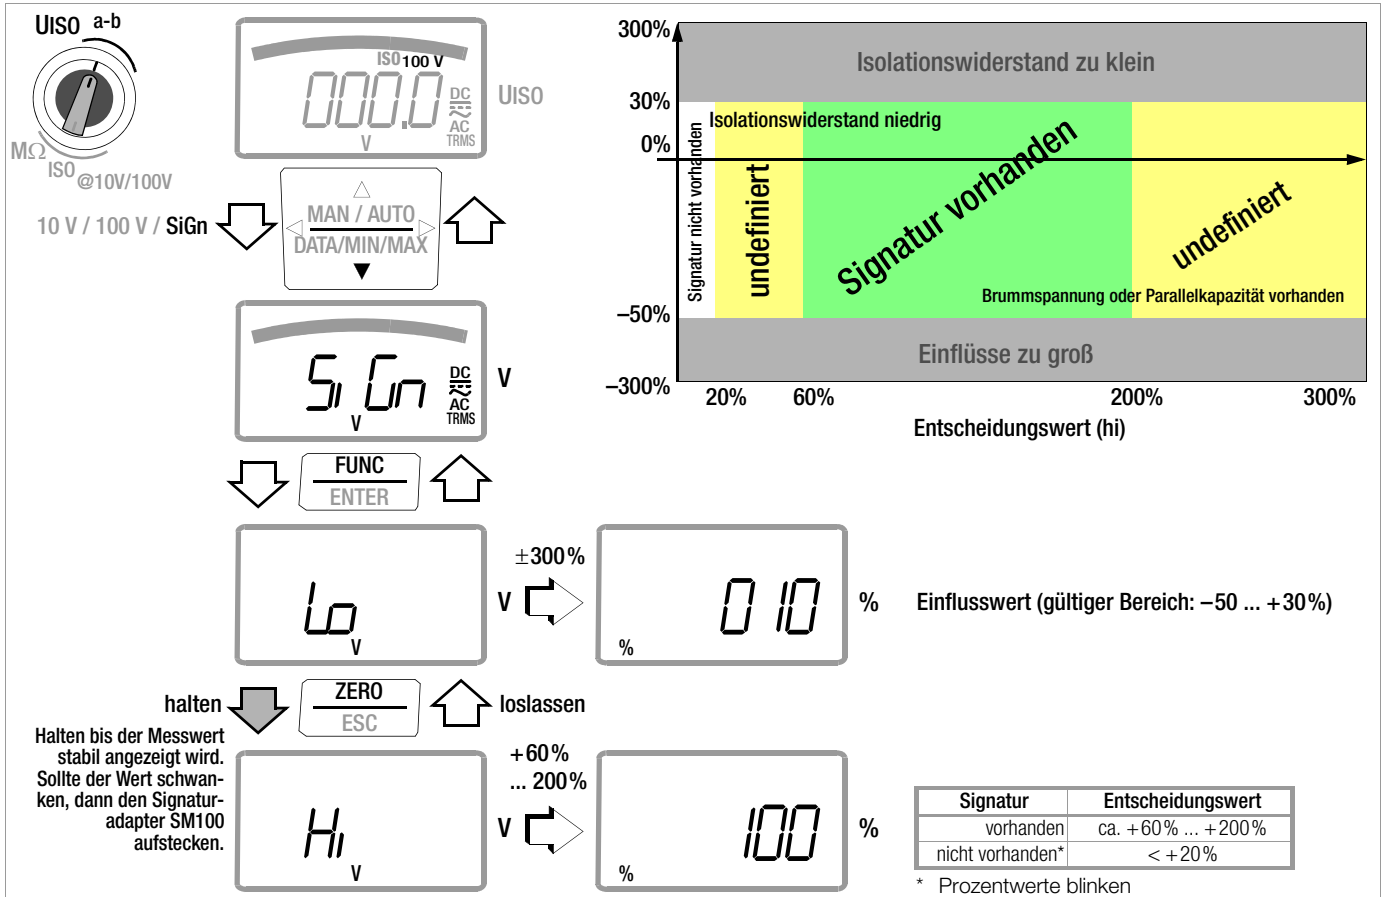 UISO a-b
MΩ
ISO @10V/100V
10 V / 100 V / SiGn
ISO 100 V
000.0
V
DC
AC
TRMS
UISO
MAN / AUTO
DATA/MIN/MAX
SiGn
V
DC
AC
TRMS
V
FUNC
ENTER
Lo
V
V
±300%
010
%
% Einflusswert (gültiger Bereich: –50 ... +30%)
halten
ZERO
ESC
loslassen
Halten bis der Messwert
stabil angezeigt wird.
Sollte der Wert schwan-
ken, dann den Signatur-
adapter SM100
aufstecken.
Hi
V
+60%
... 200%
V
100
%
%
300%
30%
0%
–50%
–300%
Isolationswiderstand zu klein
Isolationswiderstand niedrig
Signatur nicht vorhanden
undefiniert
Signatur vorhanden
undefiniert
Brummspannung oder Parallelkapazität vorhanden
Einflüsse zu groß
20% 60% 200% 300%
Entscheidungswert (hi)
Signatur Entscheidungswert
vorhanden ca. +60% ... +200%
nicht vorhanden* < +20%
* Prozentwerte blinken